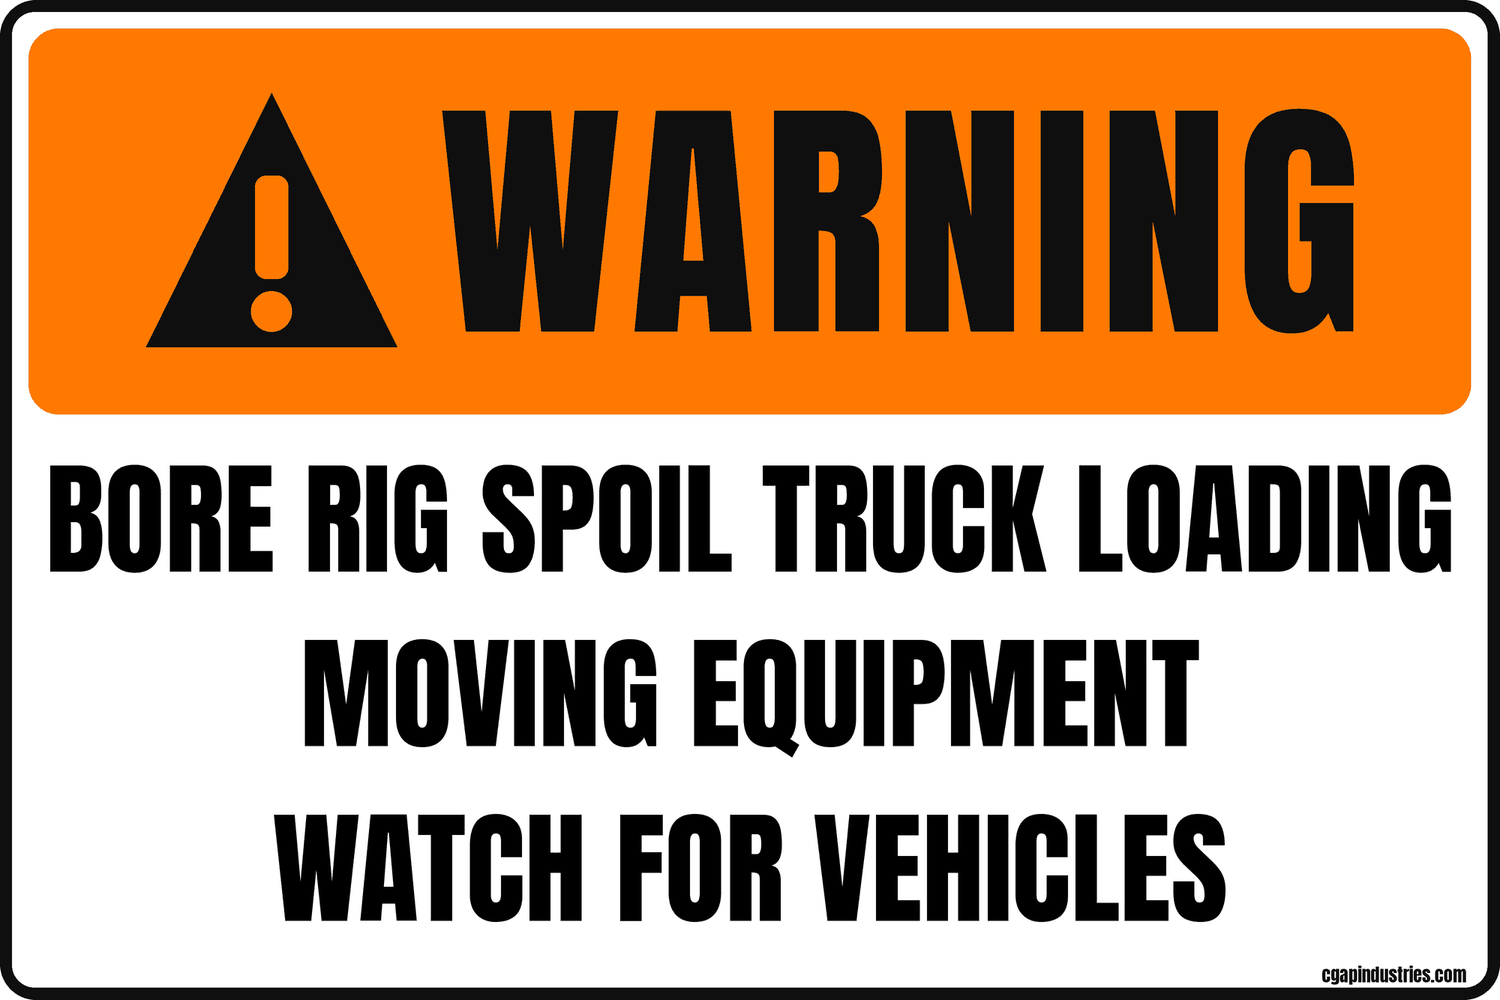 WARNING
BORE RIG SPOIL TRUCK LOADING
MOVING EQUIPMENT
WATCH FOR VEHICLES
cgapindustries.com